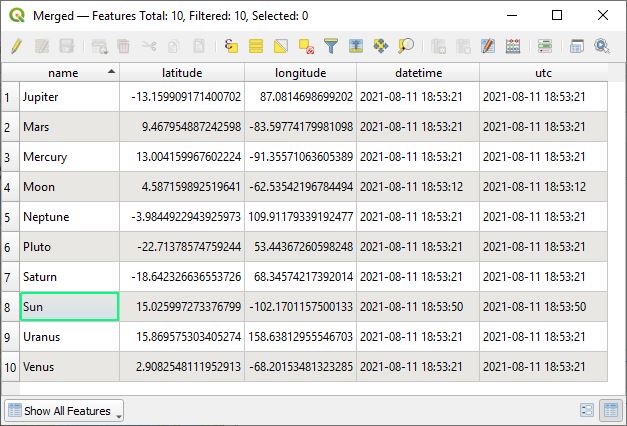 Merged — Features Total: 10, Filtered: 10, Selected: 0
name latitude longitude datetime utc
1 Jupiter -13.159909171400702 87.0814698699202 2021-08-11 18:53:21 2021-08-11 18:53:21
2 Mars 9.467954887242598 -83.59774179981098 2021-08-11 18:53:21 2021-08-11 18:53:21
3 Mercury 13.004159967602224 -91.35571063605389 2021-08-11 18:53:21 2021-08-11 18:53:21
4 Moon 4.587159892519641 -62.53542196784494 2021-08-11 18:53:12 2021-08-11 18:53:12
5 Neptune -3.9844922943925973 109.91179339192477 2021-08-11 18:53:21 2021-08-11 18:53:21
6 Pluto -22.71378574759244 53.44367260598248 2021-08-11 18:53:21 2021-08-11 18:53:21
7 Saturn -18.642326636553726 68.34574217392014 2021-08-11 18:53:21 2021-08-11 18:53:21
8 Sun 15.025997273376799 -102.1701157500133 2021-08-11 18:53:50 2021-08-11 18:53:50
9 Uranus 15.869575303405274 158.63812955546703 2021-08-11 18:53:21 2021-08-11 18:53:21
10 Venus 2.9082548111952913 -68.20153481323285 2021-08-11 18:53:21 2021-08-11 18:53:21
Show All Features